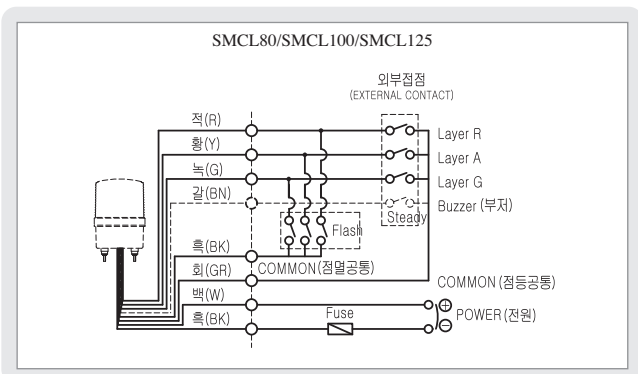 SMCL80/SMCL100/SMCL125
외부접점
(EXTERNAL CONTACT)
적(R)
Layer R
황(Y)
Layer A
녹(G)
Layer G
갈(BN)
Buzzer (부저)
Steady
Flash
흑(BK)
COMMON (점멸공통)
회(GR)
COMMON (점등공통)
백(W)
POWER (전원)
흑(BK)
Fuse